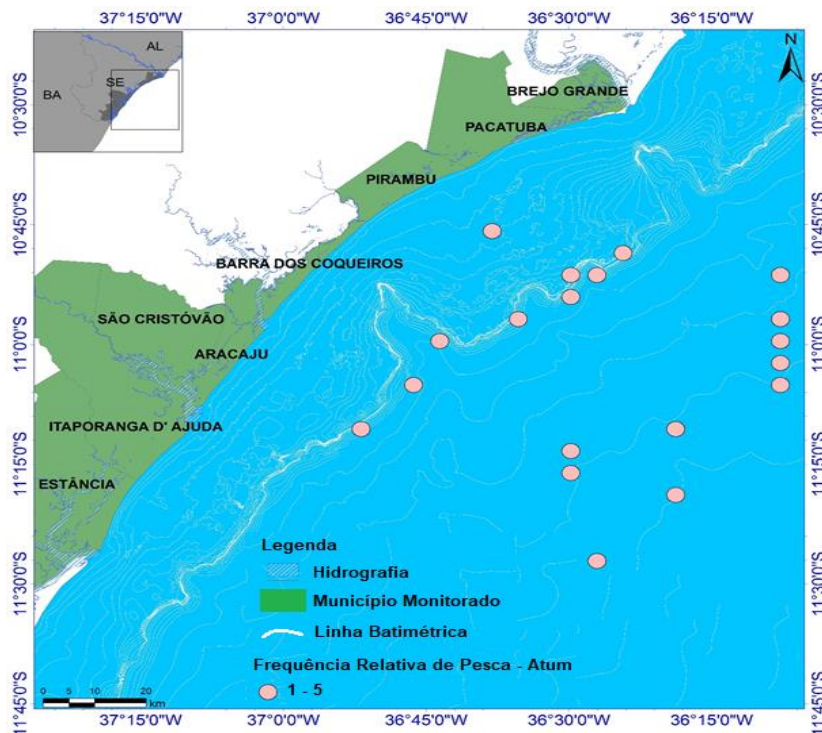 37°15'0"W 37°0'0"W 36°45'0"W 36°30'0"W 36°15'0"W
AL
SE
BA
N
10°30'0"S 10°30'0"S
BREJO GRANDE
PACATUBA
PIRAMBU
10°45'0"S 10°45'0"S
BARRA DOS COQUEIROS
SÃO CRISTÓVÃO
11°0'0"S 11°0'0"S
ARACAJU
ITAPORANGA D' AJUDA
11°15'0"S 11°15'0"S
ESTÂNCIA
Legenda
Hidrografia
11°30'0"S 11°30'0"S
Município Monitorado
Linha Batimétrica
Frequência Relativa de Pesca - Atum
1 - 5
0 5 10 20
km
11°45'0"S 11°45'0"S
37°15'0"W 37°0'0"W 36°45'0"W 36°30'0"W 36°15'0"W